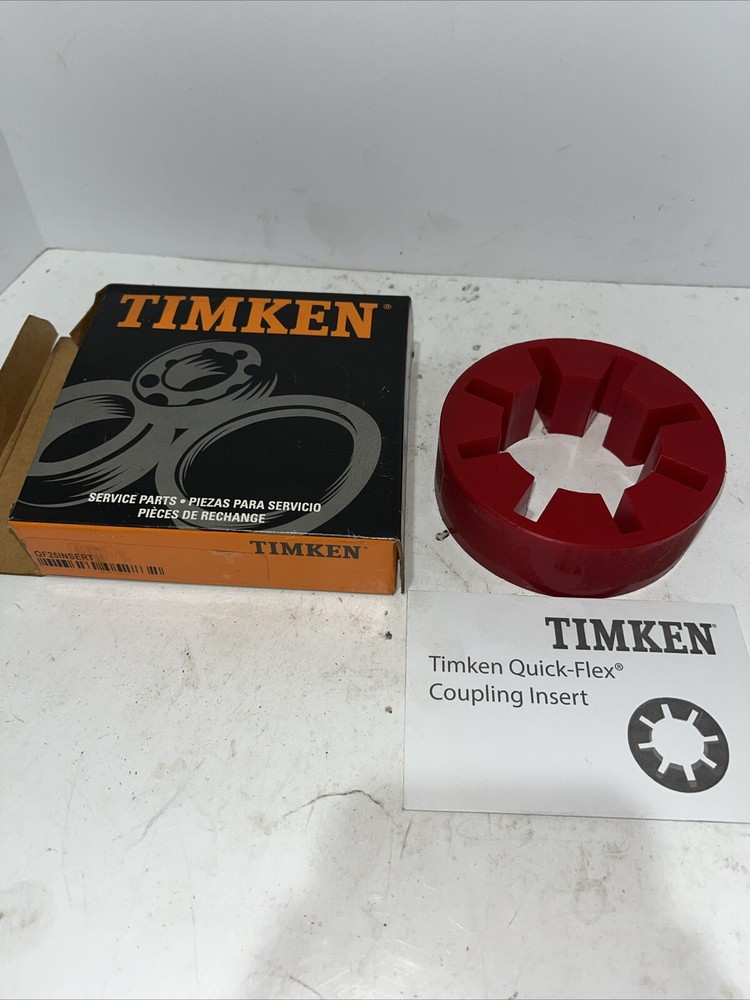 TIMKEN®
SERVICE PARTS • PIEZAS PARA SERVICIO
PIÈCES DE RECHANGE
QF25INSERT
TIMKEN®
TIMKEN®
Timken Quick-Flex®
Coupling Insert